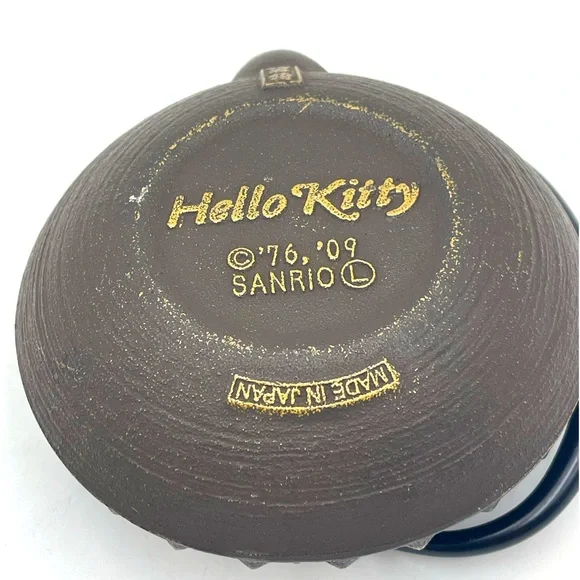 Hello Kitty
©'76,'09
SANRIO Ⓛ
MADE IN JAPAN